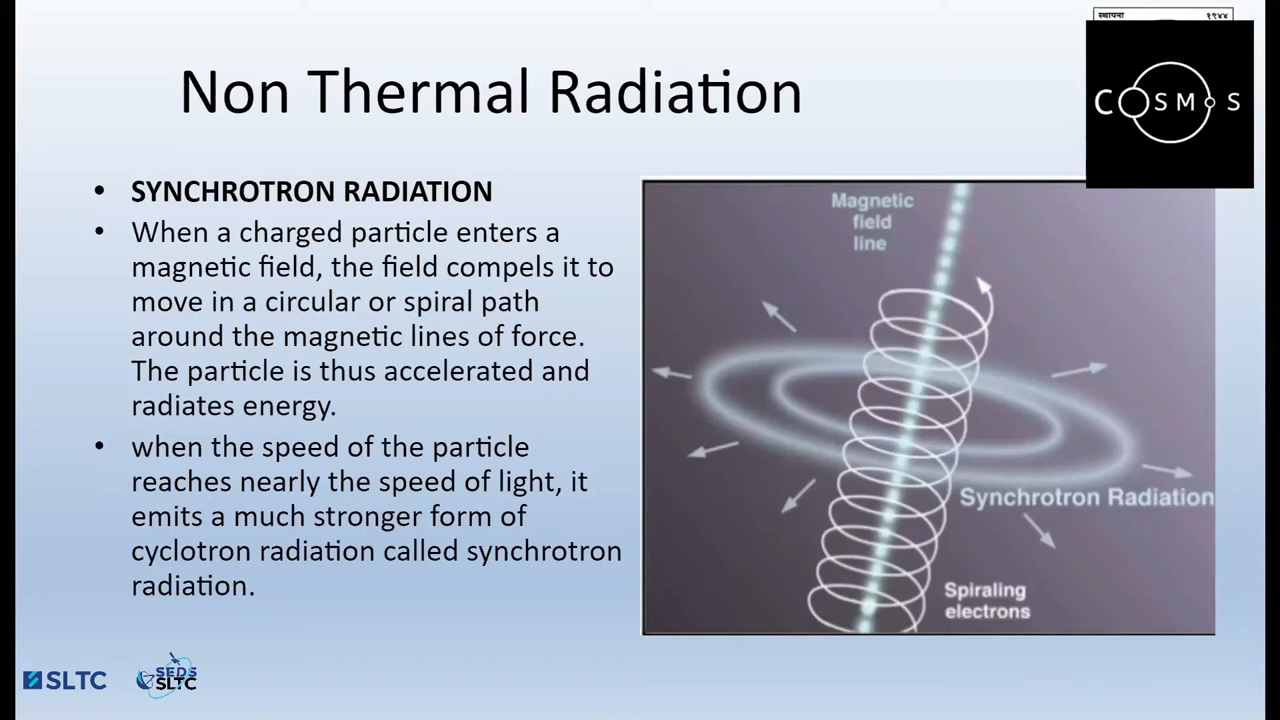 स्थापना १९४४
COSMOS
Non Thermal Radiation
• SYNCHROTRON RADIATION
• When a charged particle enters a
magnetic field, the field compels it to
move in a circular or spiral path
around the magnetic lines of force.
The particle is thus accelerated and
radiates energy.
• when the speed of the particle
reaches nearly the speed of light, it
emits a much stronger form of
cyclotron radiation called synchrotron
radiation.
Magnetic
field
line
Synchrotron Radiation
Spiraling
electrons
SLTC
SEDS
SLTC